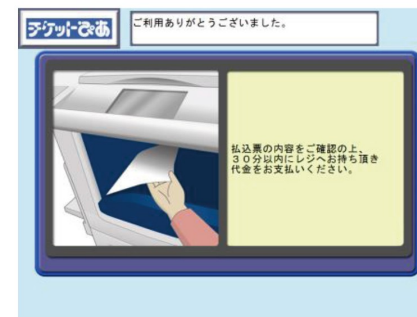 チケットぴあ
ご利用ありがとうございました。
払込票の内容をご確認の上、
３０分以内にレジへお持ち頂き
代金をお支払いください。